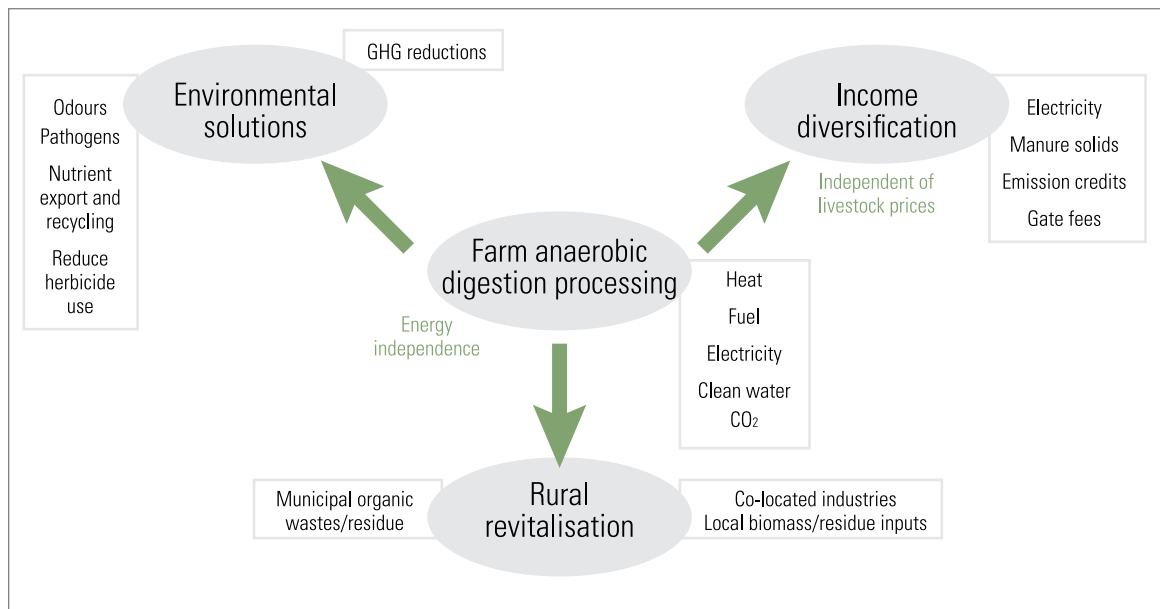 GHG reductions
Environmental
solutions
Odours
Pathogens
Nutrient
export and
recycling
Reduce
herbicide
use
Income
diversification
Electricity
Manure solids
Emission credits
Gate fees
Independent of
livestock prices
Farm anaerobic
digestion processing
Heat
Fuel
Electricity
Clean water
CO₂
Energy
independence
Municipal organic
wastes/residue
Rural
revitalisation
Co-located industries
Local biomass/residue inputs